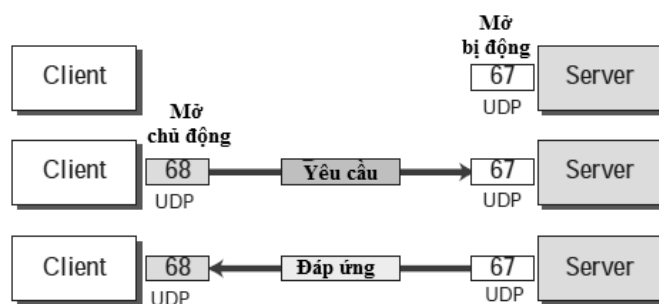 Mở
bị động
Client
67
Server
UDP
Mở
chủ động
Client
68
Yêu cầu
67
Server
UDP
UDP
Client
68
Đáp ứng
67
Server
UDP
UDP